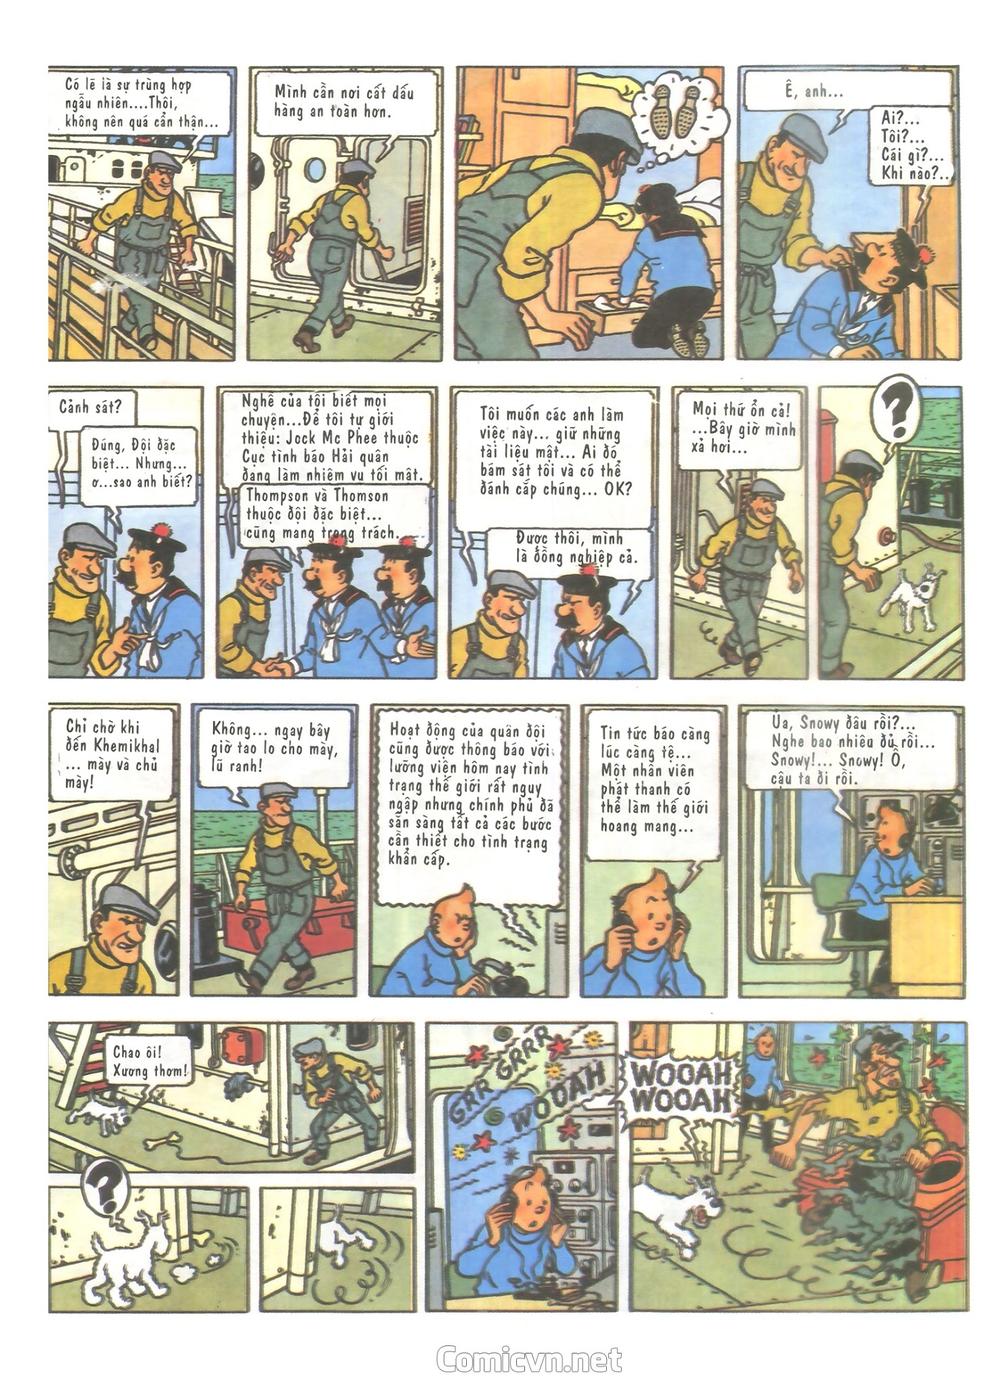 Có lẽ ià sự trùng hợp
ngẫu nhiên....Thôi,
không nên quá cẩn thận...
Mình cần nơi cất dấu
hàng an toàn hơn.
Ê, anh...
Ai?...
Tôi?...
Cái gì?...
Khi nào?..
Cảnh sát?
Đúng, Đội đặc
biệt... Nhưng...
ơ...sao anh biết?
Nghề của tội biết mọi
chuyện...Để tôi tự giới
thiệu: Jock Mc Phee thuộc
Cục tình báo Hải quân
đang làm nhiệm vụ tối mật.
Thompson và Thomson
thuộc đội đặc biệt...
cũng mang trọng trách...
Tôi muốn các anh làm
việc này... giữ những
tài liệu mật... Ai đó
bám sát tôi và có thể
đánh cắp chúng... OK?
Được thôi, mình
là đồng nghiệp cả.
Mọi thứ ổn cả!
...Bây giờ mình
xả hơi...
?
Chỉ chờ khi
đến Khemikhal
... mày và chủ
mày!
Không... ngay bây
giờ tao lo cho mày,
lũ ranh!
Hoạt động của quân đội
cũng được thông báo với
lưỡng viện hôm nay tình
trạng thế giới rất nguy
ngập nhưng chính phủ đã
sẵn sàng tất cả các bước
cần thiết cho tình trạng
khẩn cấp.
Tin tức báo càng
lúc càng tệ...
Một nhân viên
phát thanh có
thể làm thế giới
hoang mang...
Ủa, Snowy đâu rồi?...
Nghe bao nhiêu đủ rồi...
Snowy!... Snowy! Ồ,
cậu ta đi rồi.
Chao ôi!
Xương thơm!
?
GRR GRRR
WOOAH
WOOAH
WOOAH
Comicvn.net